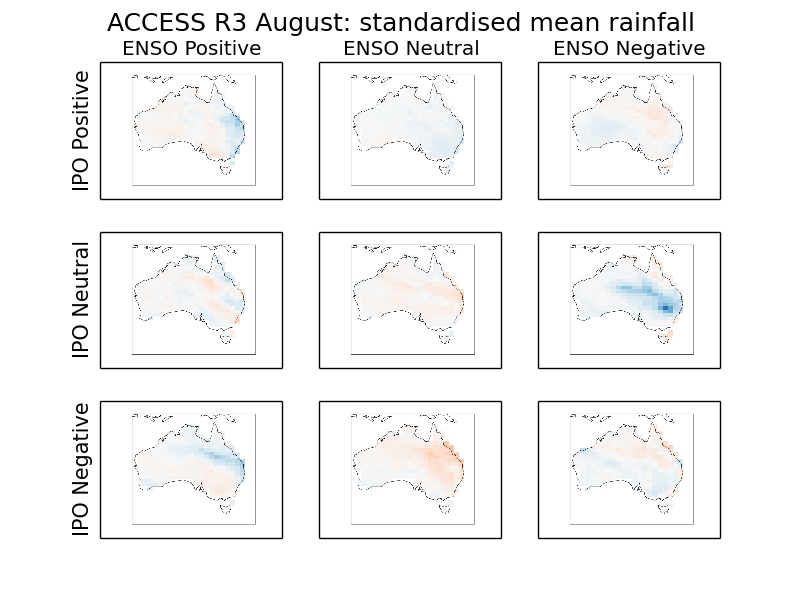 ACCESS R3 August: standardised mean rainfall
ENSO Positive
ENSO Neutral
ENSO Negative
IPO Positive
IPO Neutral
IPO Negative